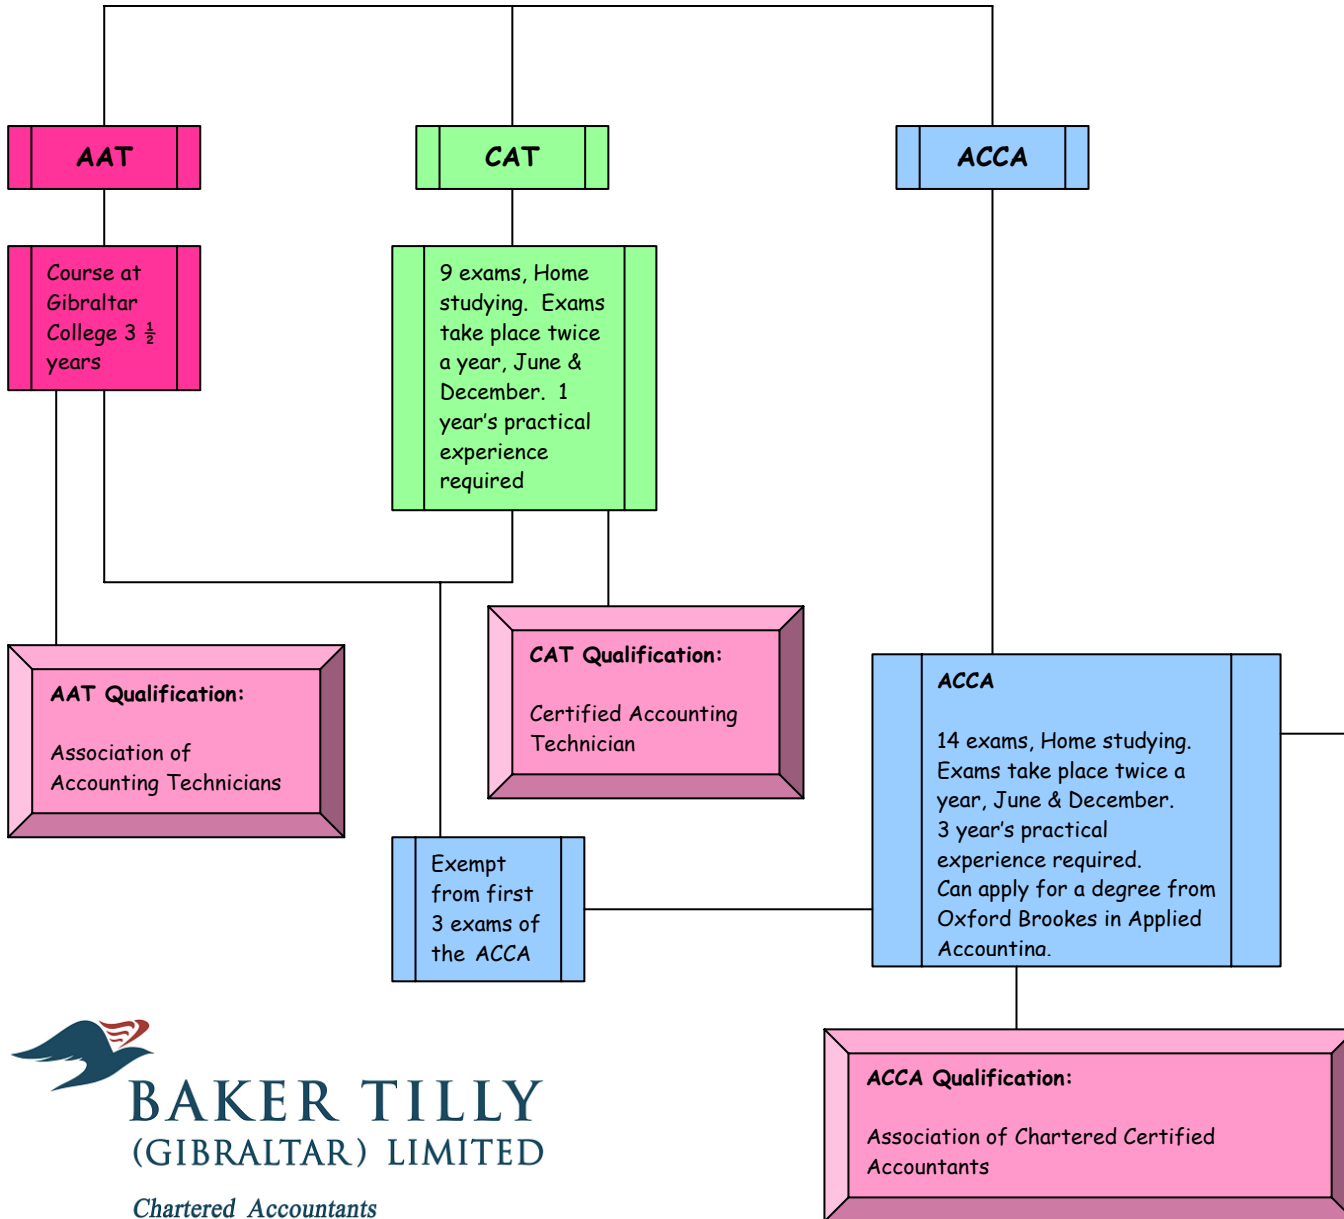 AAT
CAT
ACCA
Course at
Gibraltar
College 3 ½
years
9 exams, Home
studying.  Exams
take place twice
a year, June &
December.  1
year's practical
experience
required
AAT Qualification:
Association of
Accounting Technicians
CAT Qualification:
Certified Accounting
Technician
Exempt
from first
3 exams of
the ACCA
ACCA
14 exams, Home studying.
Exams take place twice a
year, June & December.
3 year's practical
experience required.
Can apply for a degree from
Oxford Brookes in Applied
Accounting.
ACCA Qualification:
Association of Chartered Certified
Accountants
BAKER TILLY
(GIBRALTAR) LIMITED
Chartered Accountants